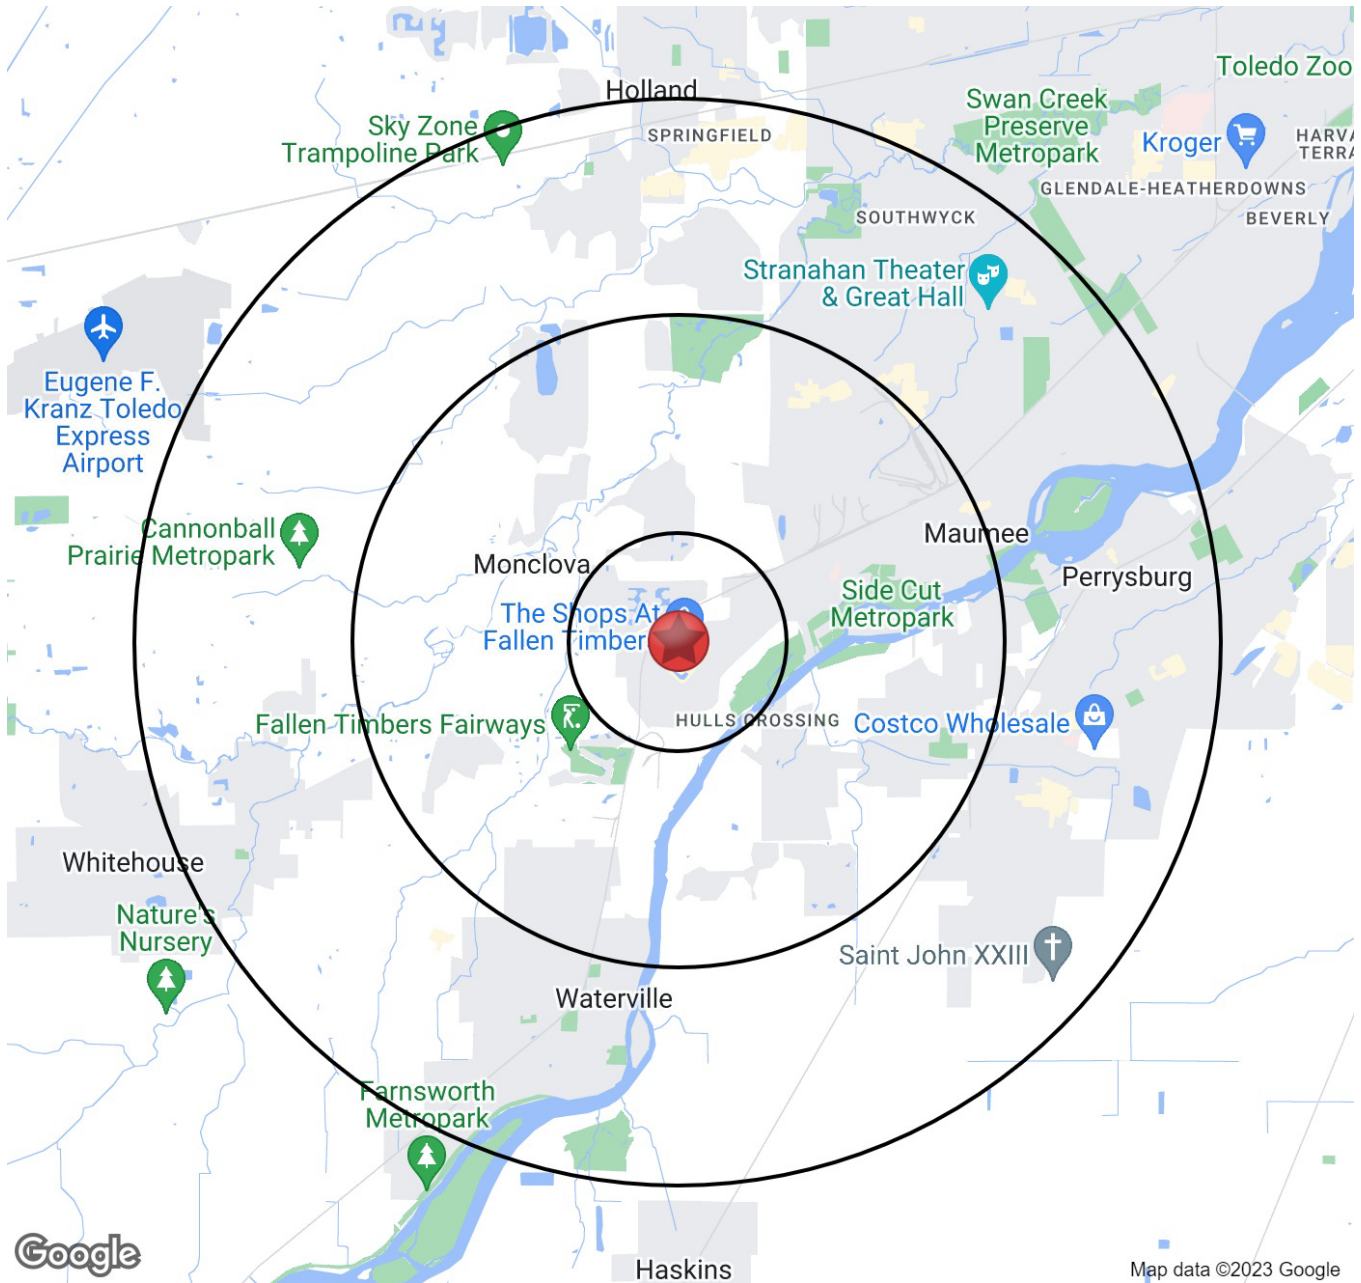 Toledo Zoo
Holland
Swan Creek
Preserve
Metropark
Sky Zone
Trampoline Park
SPRINGFIELD
Kroger
HARVA
TERRA
GLENDALE-HEATHERDOWNS
SOUTHWYCK
BEVERLY
Stranahan Theater
& Great Hall
Eugene F.
Kranz Toledo
Express
Airport
Cannonball
Prairie Metropark
Maumee
Monclova
Perrysburg
Side Cut
Metropark
The Shops At
Fallen Timber
Fallen Timbers Fairways
HULLS CROSSING
Costco Wholesale
Whitehouse
Nature's
Nursery
Saint John XXIII
Waterville
Farnsworth
Metropark
Google
Haskins
Map data ©2023 Google